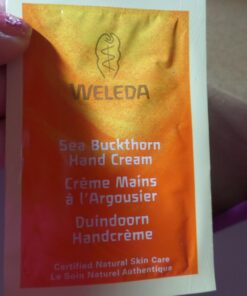 WELEDA
Sea Buckthorn
Hand Cream
Crème Mains
à l'Argousier
Duindoorn
Handcrème
Certified Natural Skin Care
Le Soin Naturel Authentique